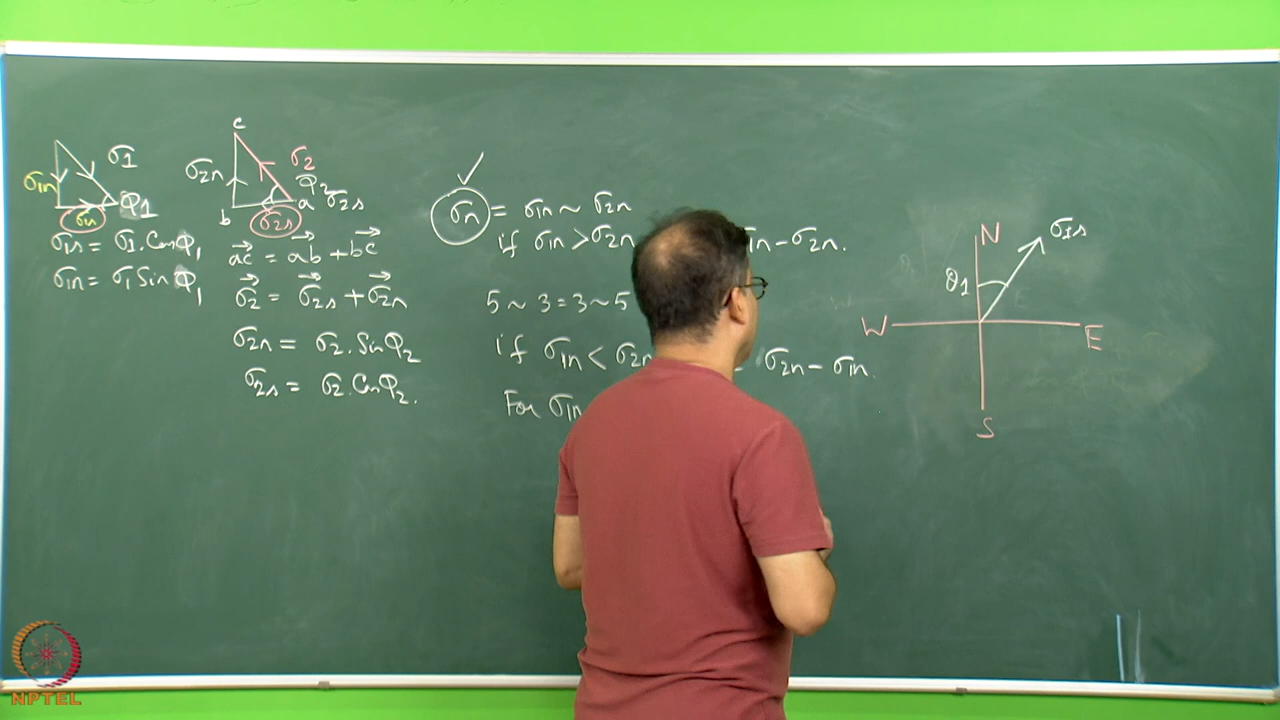 σ1
σ1n
σ1n
φ1
σ1s = σ1.Cosφ1
σ1n = σ1 Sinφ1
c
σ2n
σ2
φ2
a
b
σ2s
σ2s
ac = ab + bc
σ2 = σ2s + σ2n
σ2n = σ2.Sinφ2
σ2s = σ2.Cosφ2.
✓
σn = σ1n ~ σ2n
if σ1n > σ2n 1n - σ2n.
5 ~ 3 = 3 ~ 5
if σ1n < σ2n = σ2n - σ1n.
For σ1n
N
σ1s
θ1
W
E
S
NPTEL